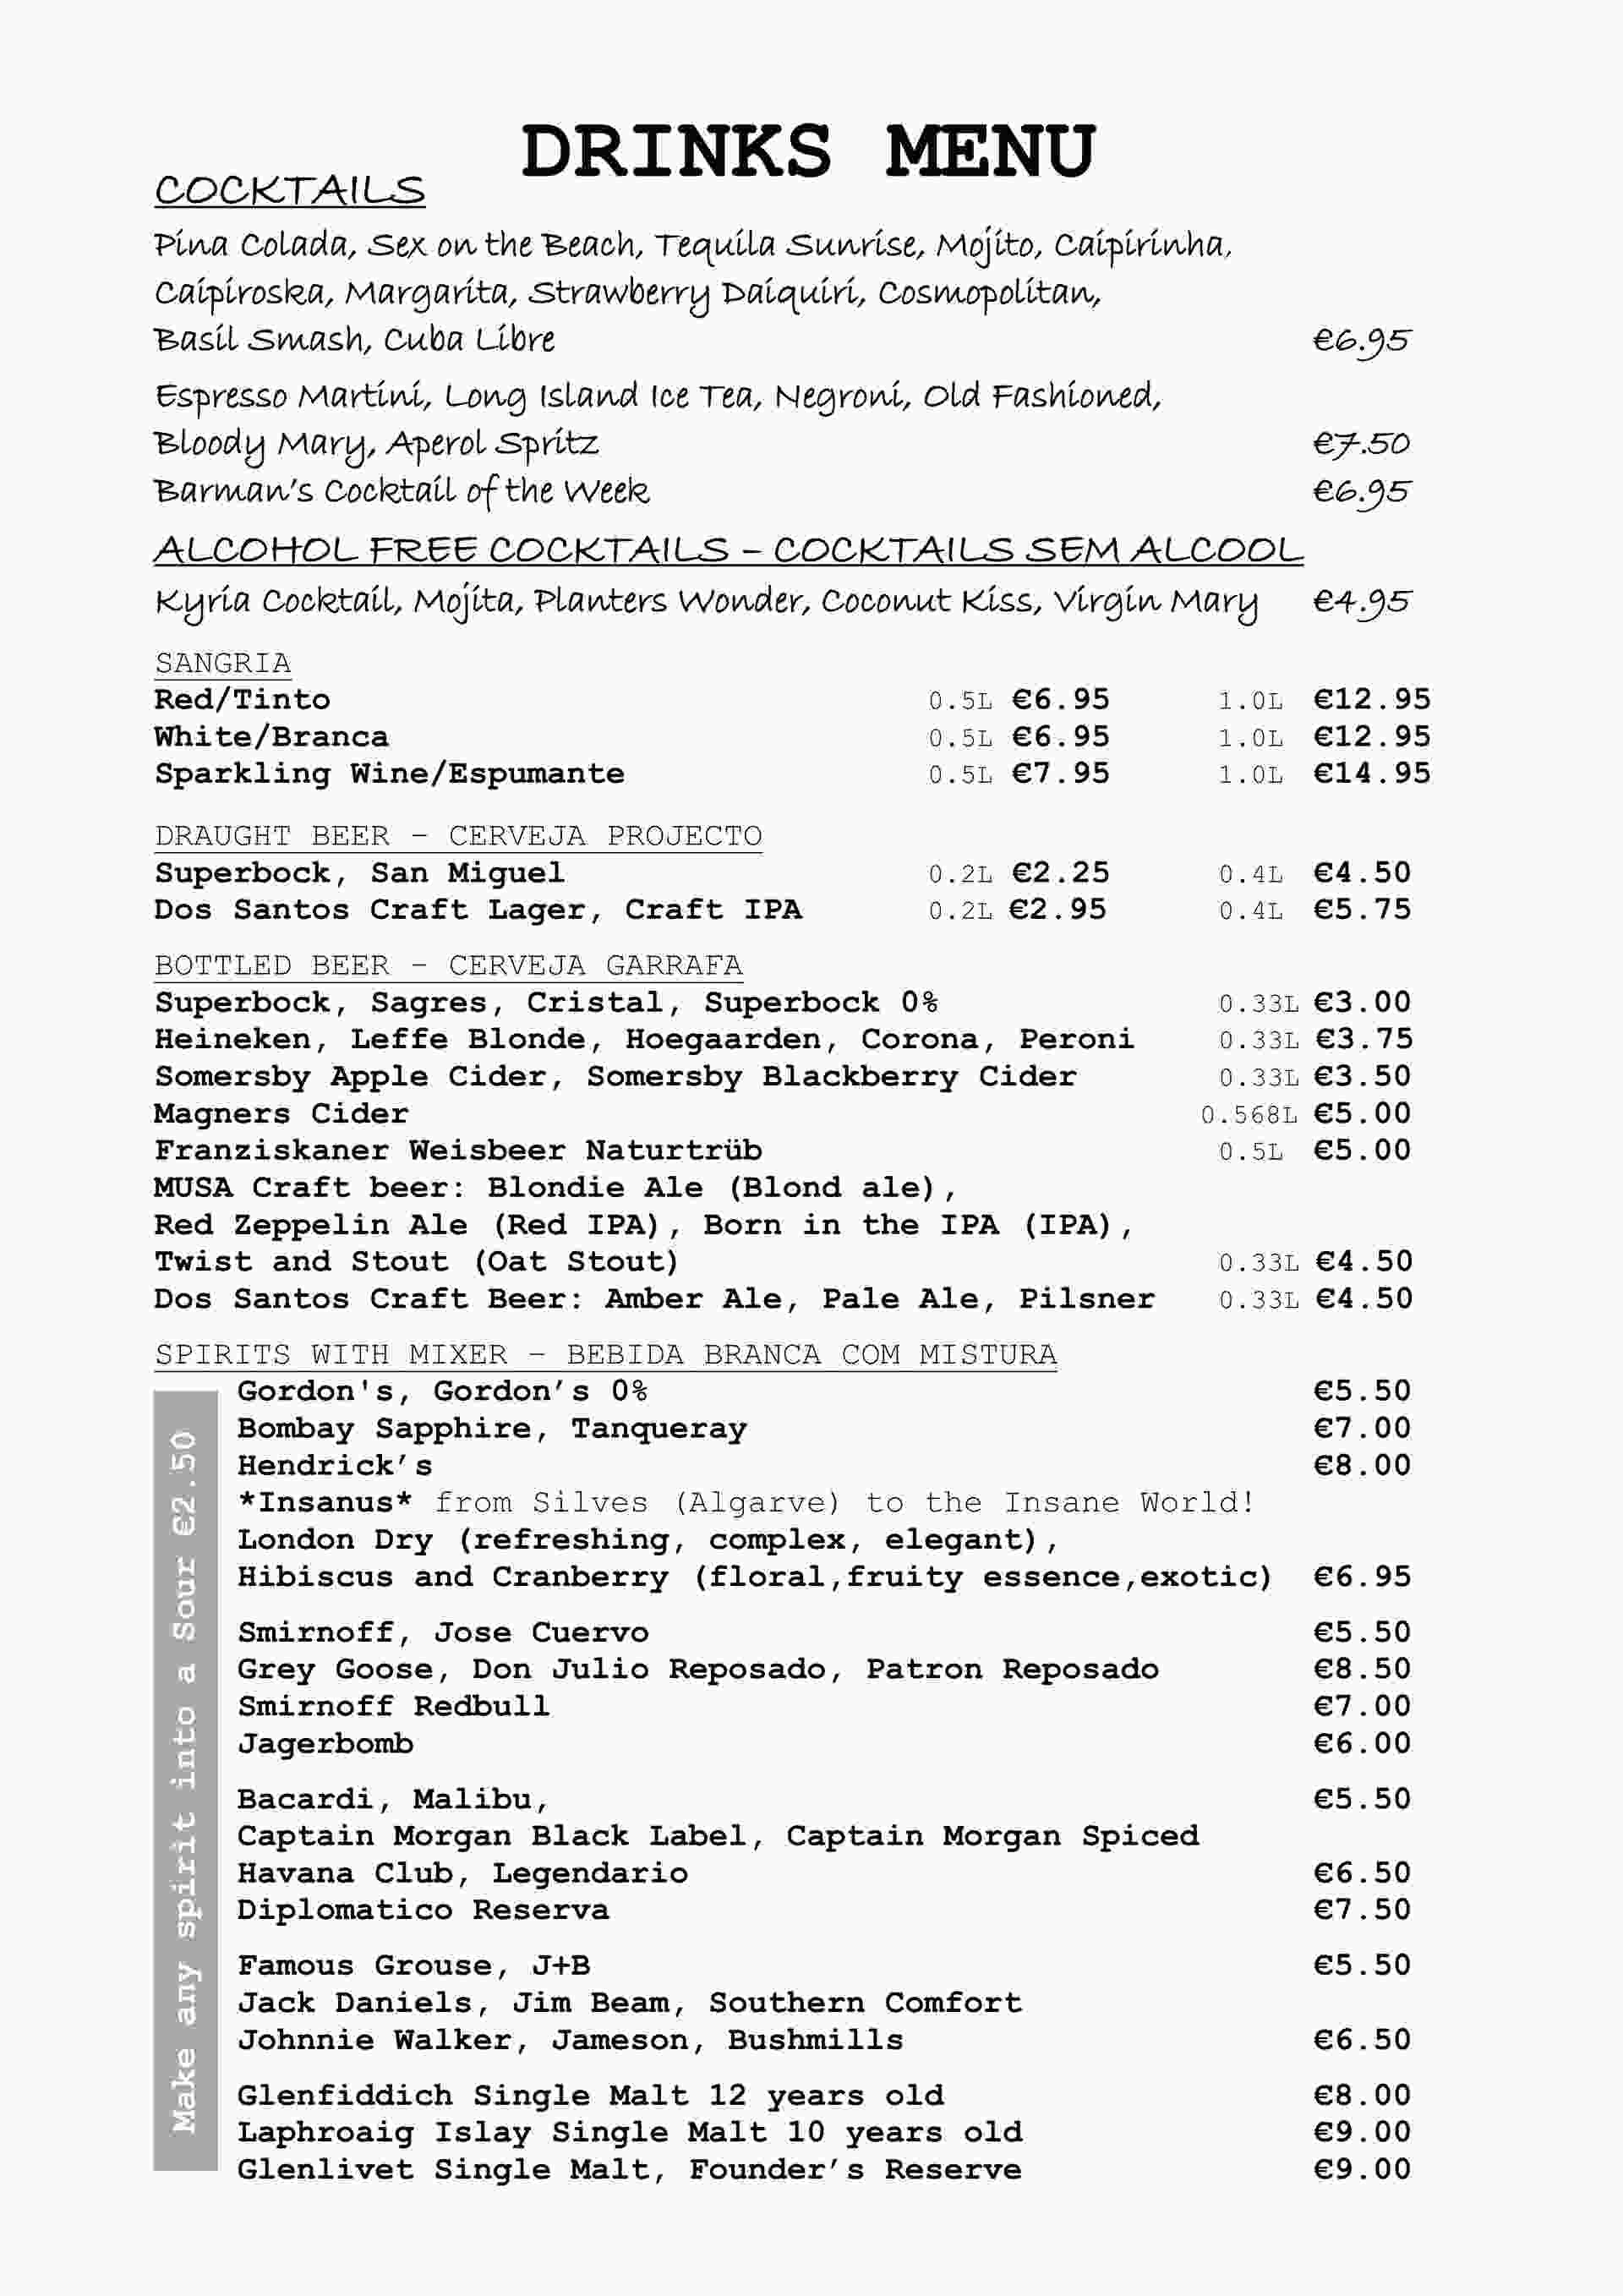 DRINKS MENU
COCKTAILS
Pina Colada, Sex on the Beach, Tequila Sunrise, Mojito, Caipirinha,
Caipiroska, Margarita, Strawberry Daiquiri, Cosmopolitan,
Basil Smash, Cuba Libre €6.95
Espresso Martini, Long Island Ice Tea, Negroni, Old Fashioned,
Bloody Mary, Aperol Spritz €7.50
Barman's Cocktail of the Week €6.95
ALCOHOL FREE COCKTAILS – COCKTAILS SEM ALCOOL
Kyria Cocktail, Mojita, Planters Wonder, Coconut Kiss, Virgin Mary €4.95
SANGRIA
Red/Tinto 0.5L €6.95 1.0L €12.95
White/Branca 0.5L €6.95 1.0L €12.95
Sparkling Wine/Espumante 0.5L €7.95 1.0L €14.95
DRAUGHT BEER – CERVEJA PROJECTO
Superbock, San Miguel 0.2L €2.25 0.4L €4.50
Dos Santos Craft Lager, Craft IPA 0.2L €2.95 0.4L €5.75
BOTTLED BEER – CERVEJA GARRAFA
Superbock, Sagres, Cristal, Superbock 0% 0.33L €3.00
Heineken, Leffe Blonde, Hoegaarden, Corona, Peroni 0.33L €3.75
Somersby Apple Cider, Somersby Blackberry Cider 0.33L €3.50
Magners Cider 0.568L €5.00
Franziskaner Weisbeer Naturtrüb 0.5L €5.00
MUSA Craft beer: Blondie Ale (Blond ale),
Red Zeppelin Ale (Red IPA), Born in the IPA (IPA),
Twist and Stout (Oat Stout) 0.33L €4.50
Dos Santos Craft Beer: Amber Ale, Pale Ale, Pilsner 0.33L €4.50
SPIRITS WITH MIXER – BEBIDA BRANCA COM MISTURA
Make any spirit into a Sour €2.50
Gordon's, Gordon's 0% €5.50
Bombay Sapphire, Tanqueray €7.00
Hendrick's €8.00
*Insanus* from Silves (Algarve) to the Insane World!
London Dry (refreshing, complex, elegant),
Hibiscus and Cranberry (floral,fruity essence,exotic) €6.95
Smirnoff, Jose Cuervo €5.50
Grey Goose, Don Julio Reposado, Patron Reposado €8.50
Smirnoff Redbull €7.00
Jagerbomb €6.00
Bacardi, Malibu, €5.50
Captain Morgan Black Label, Captain Morgan Spiced
Havana Club, Legendario €6.50
Diplomatico Reserva €7.50
Famous Grouse, J+B €5.50
Jack Daniels, Jim Beam, Southern Comfort
Johnnie Walker, Jameson, Bushmills €6.50
Glenfiddich Single Malt 12 years old €8.00
Laphroaig Islay Single Malt 10 years old €9.00
Glenlivet Single Malt, Founder's Reserve €9.00